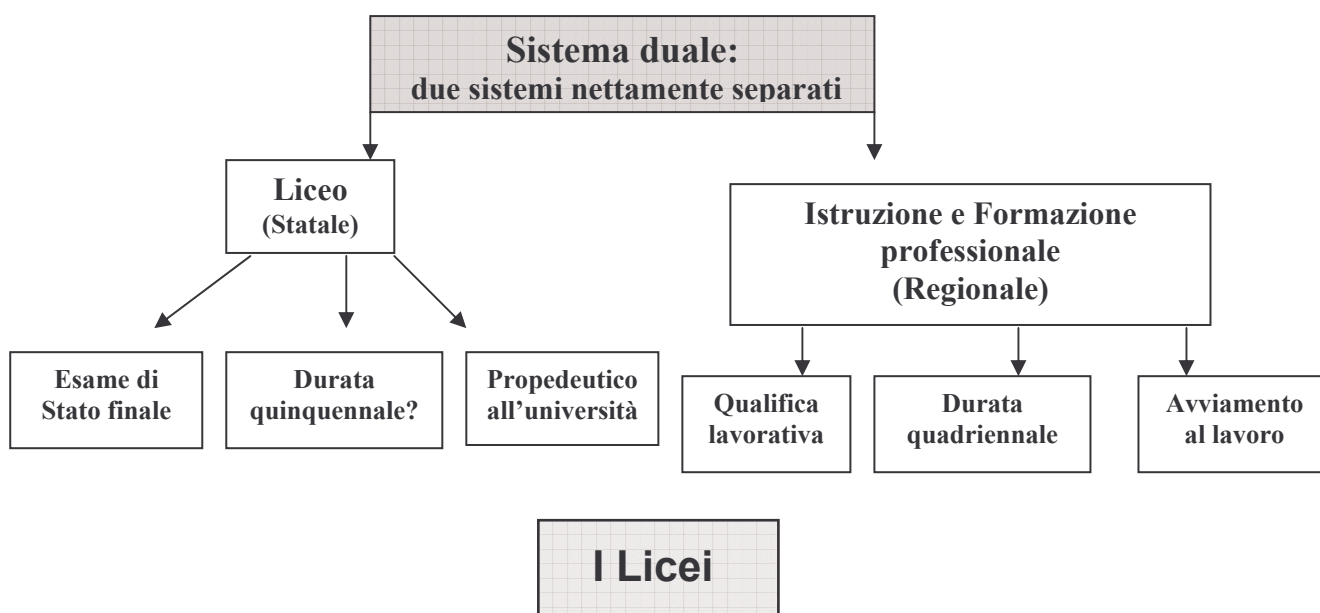 Sistema duale:
due sistemi nettamente separati
Liceo
(Statale)
Istruzione e Formazione
professionale
(Regionale)
Esame di
Stato finale
Durata
quinquennale?
Propedeutico
all’università
Qualifica
lavorativa
Durata
quadriennale
Avviamento
al lavoro
I Licei